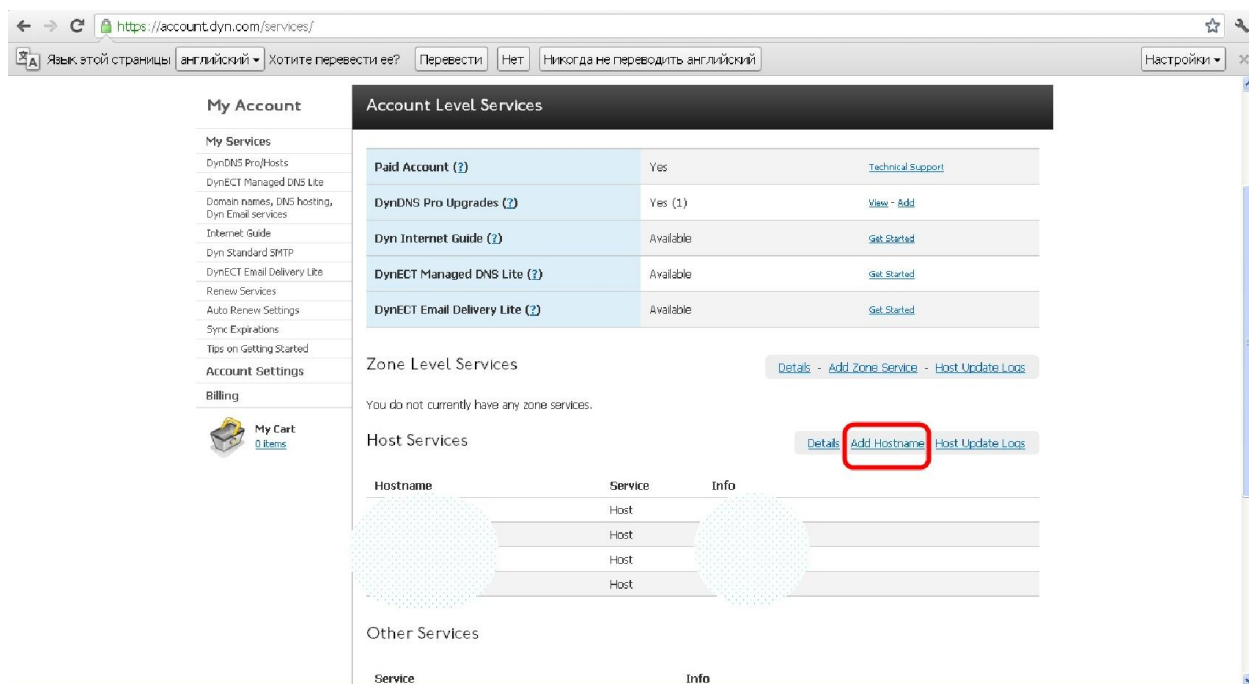 https://account.dyn.com/services/
Язык этой страницы английский Хотите перевести ее? Перевести Нет Никогда не переводить английский Настройки
My Account
My Services
DynDNS Pro/Hosts
DynECT Managed DNS Lite
Domain names, DNS hosting,
Dyn Email services
Internet Guide
Dyn Standard SMTP
DynECT Email Delivery Lite
Renew Services
Auto Renew Settings
Sync Expirations
Tips on Getting Started
Account Settings
Billing
My Cart
0 items
Account Level Services
Paid Account (?) Yes Technical Support
DynDNS Pro Upgrades (?) Yes (1) View - Add
Dyn Internet Guide (?) Available Get Started
DynECT Managed DNS Lite (?) Available Get Started
DynECT Email Delivery Lite (?) Available Get Started
Zone Level Services Details - Add Zone Service - Host Update Logs
You do not currently have any zone services.
Host Services Details Add Hostname Host Update Logs
Hostname Service Info
Host
Host
Host
Host
Other Services
Service Info